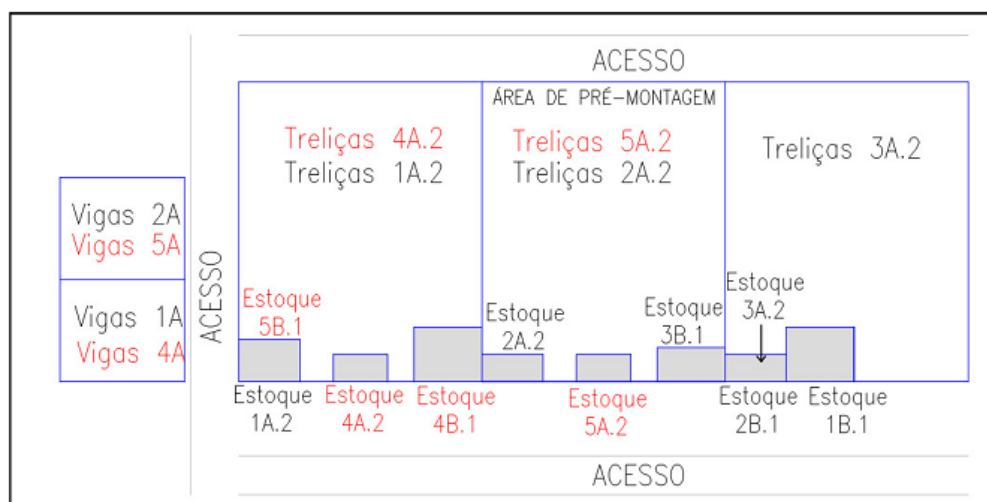 ACESSO
ÁREA DE PRÉ-MONTAGEM
Treliças 4A.2
Treliças 1A.2
Treliças 5A.2
Treliças 2A.2
Treliças 3A.2
Vigas 2A
Vigas 5A
Vigas 1A
Vigas 4A
ACESSO
Estoque
5B.1
Estoque
2A.2
Estoque
3B.1
Estoque
3A.2
Estoque
1A.2
Estoque
4A.2
Estoque
4B.1
Estoque
5A.2
Estoque
2B.1
Estoque
1B.1
ACESSO